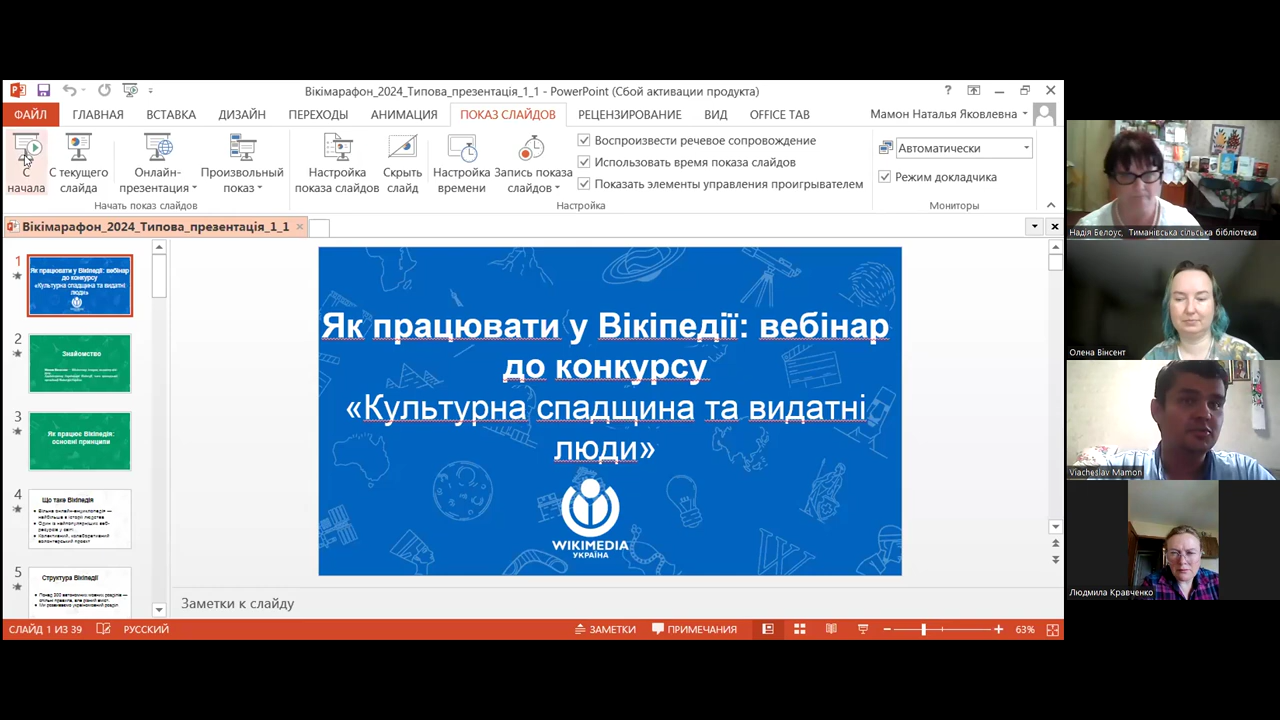 Вікімарафон_2024_Типова_презентація_1_1 - PowerPoint (Сбой активации продукта)
ФАЙЛ ГЛАВНАЯ ВСТАВКА ДИЗАЙН ПЕРЕХОДЫ АНИМАЦИЯ ПОКАЗ СЛАЙДОВ РЕЦЕНЗИРОВАНИЕ ВИД OFFICE TAB Мамон Наталья Яковлевна
С начала
С текущего слайда
Онлайн-презентация
Произвольный показ
Начать показ слайдов
Настройка показа слайдов
Скрыть слайд
Настройка времени
Запись показа слайдов
Воспроизвести речевое сопровождение
Использовать время показа слайдов
Показать элементы управления проигрывателем
Настройка
Автоматически
Режим докладчика
Мониторы
Вікімарафон_2024_Типова_презентація_1_1
1
Як працювати у Вікіпедії: вебінар
до конкурсу
«Культурна спадщина та видатні
люди»
2
Знайомство
3
Як працює Вікіпедія:
основні принципи
4
Що таке Вікіпедія
5
Структура Вікіпедії
Як працювати у Вікіпедії: вебінар
до конкурсу
«Культурна спадщина та видатні
люди»
WIKIMEDIA
УКРАЇНА
Заметки к слайду
СЛАЙД 1 ИЗ 39 РУССКИЙ ЗАМЕТКИ ПРИМЕЧАНИЯ 63%
Надія Белоус, Тиманівська сільська бібліотека
Олена Вінсент
Viacheslav Mamon
Людмила Кравченко